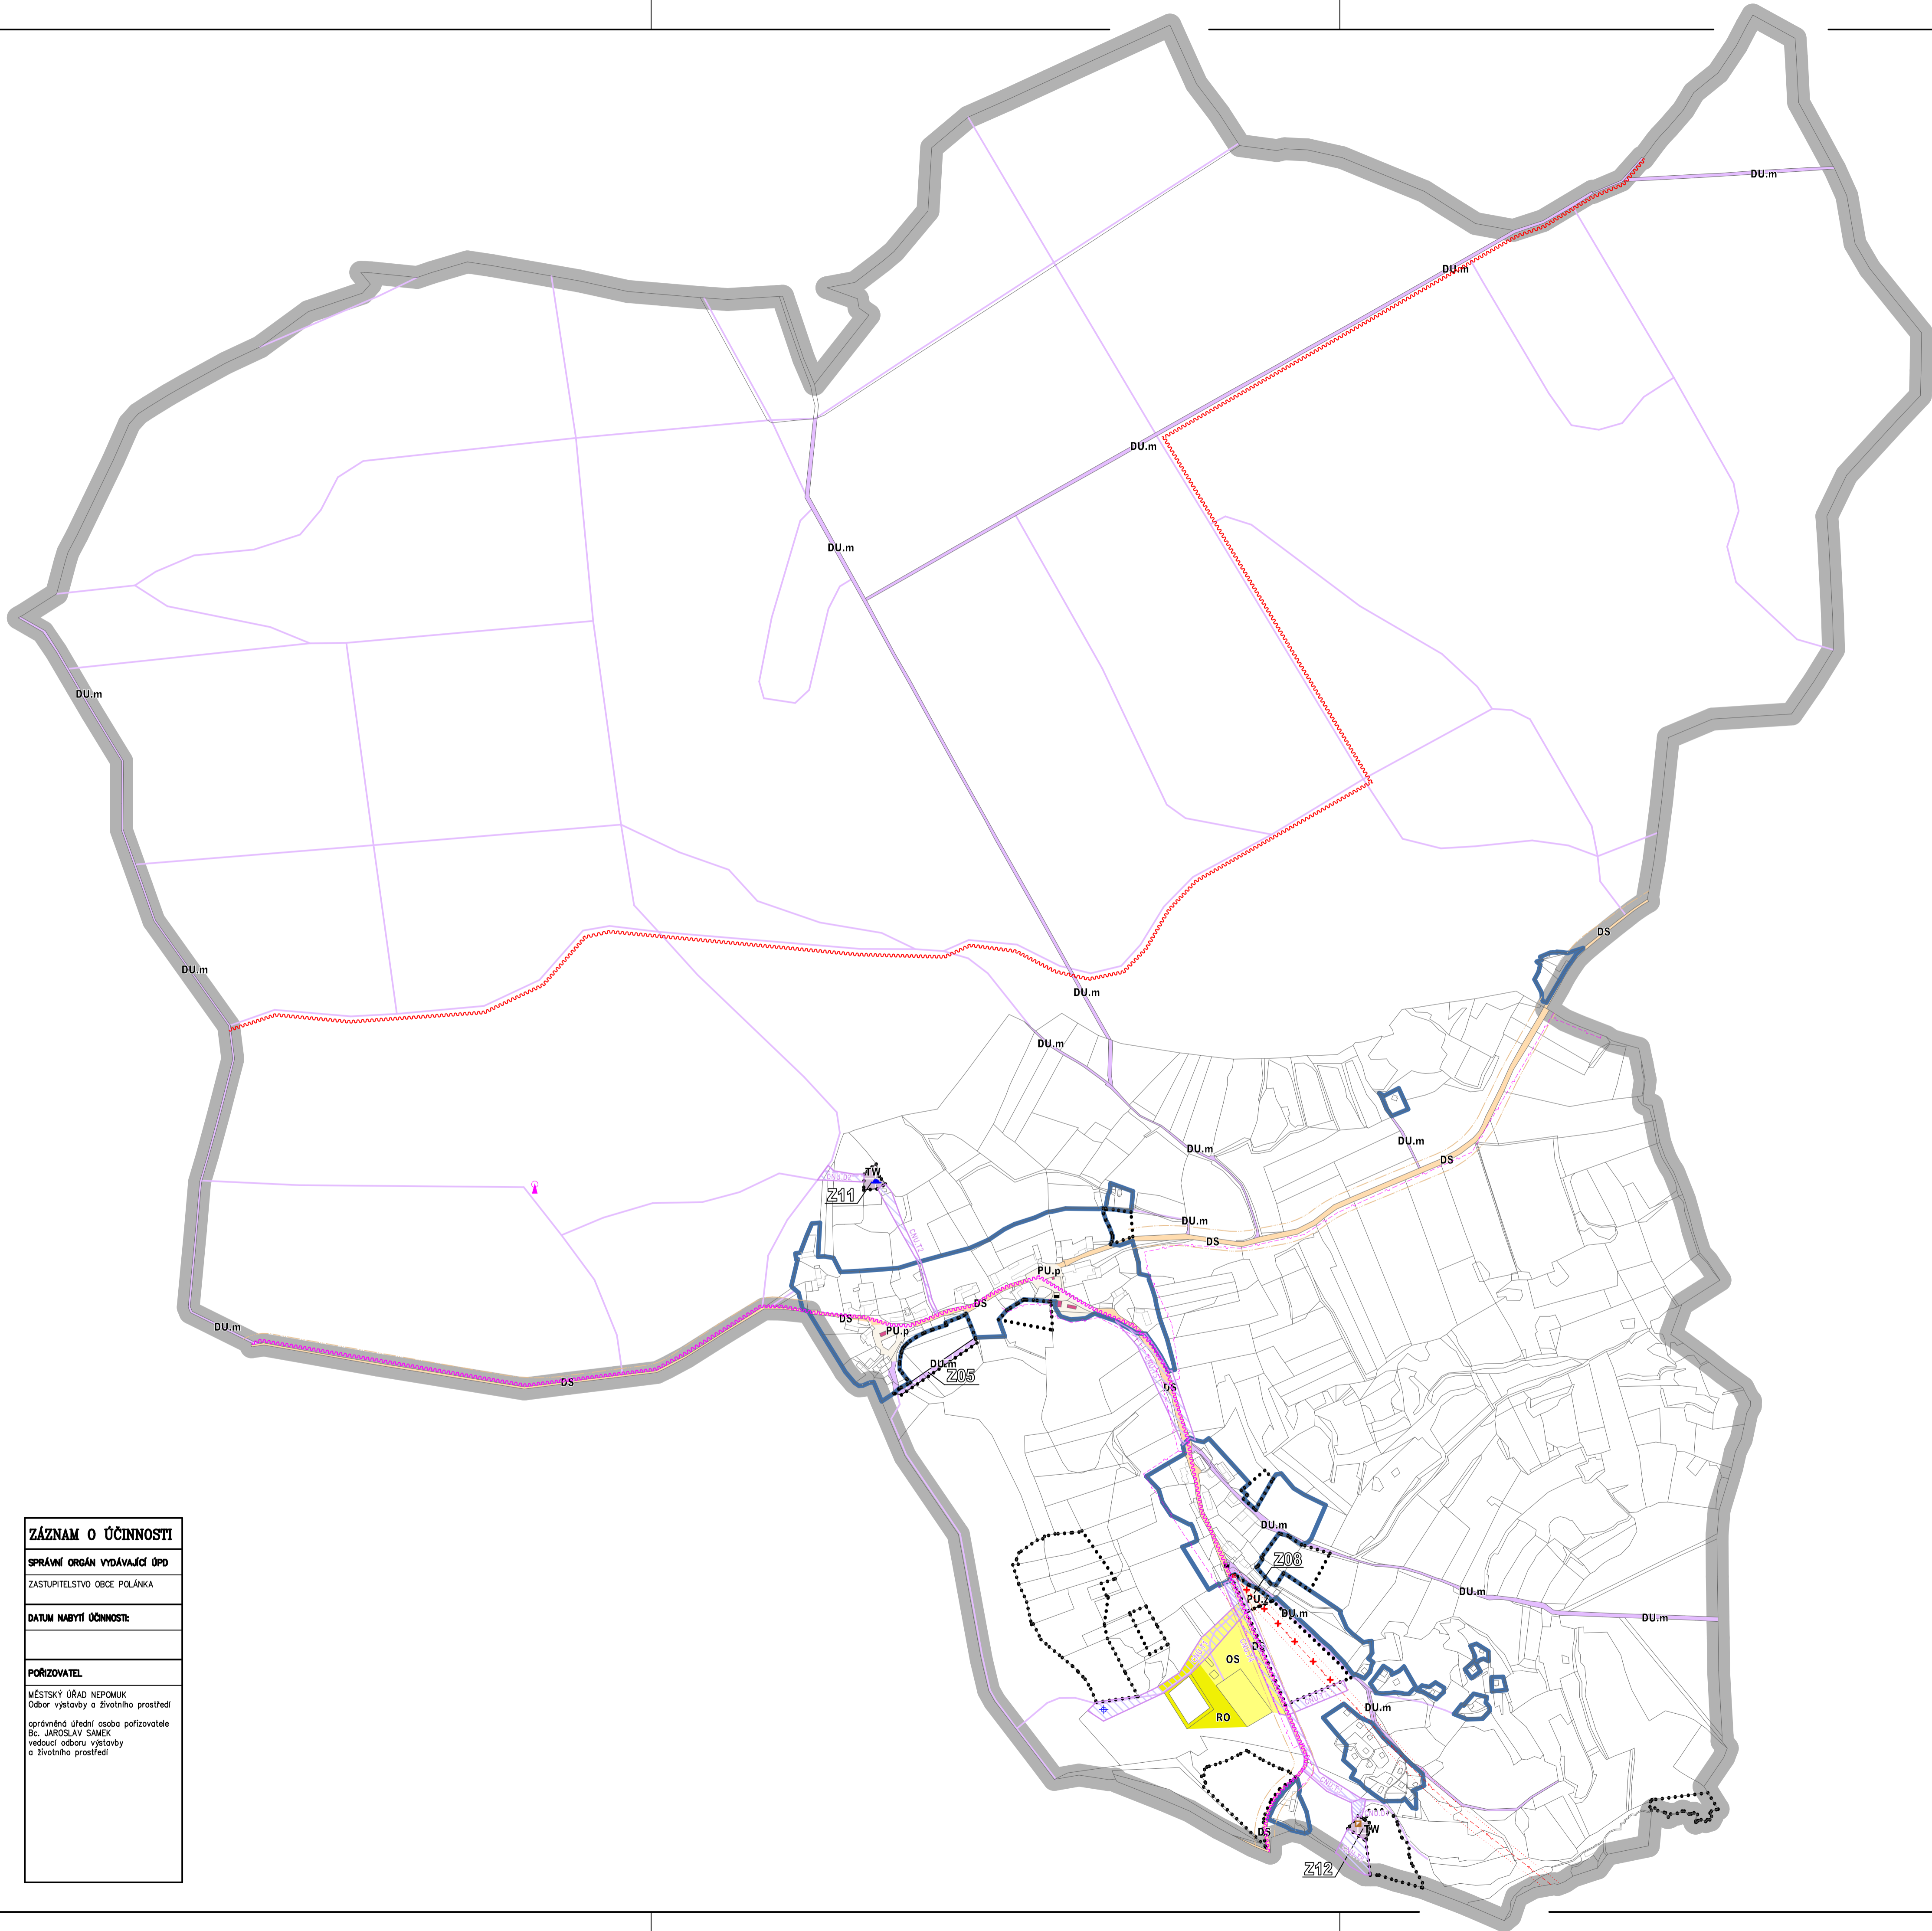 DU.m
DU.m
DU.m
DU.m
DU.m
DS
DU.m
DU.m
DU.m
DU.m
DU.m
DS
TW
Z11
DU.m
CNU.T2
DS
PU.p
DS
DS
PU.p
DU.m
DU.m
Z05
DS
DS
DU.m
Z08
DU.m
DU.m
DU.m
OS
RO
DU.m
DS
TW
Z12
ZÁZNAM O ÚČINNOSTI
SPRÁVNÍ ORGÁN VYDÁVAJÍCÍ ÚPD
ZASTUPITELSTVO OBCE POLÁNKA
DATUM NABYTÍ ÚČINNOSTI:
POŘIZOVATEL
MĚSTSKÝ ÚŘAD NEPOMUK
Odbor výstavby a životního prostředí
oprávněná úřední osoba pořizovatele
Bc. JAROSLAV SAMEK
vedoucí odboru výstavby
a životního prostředí